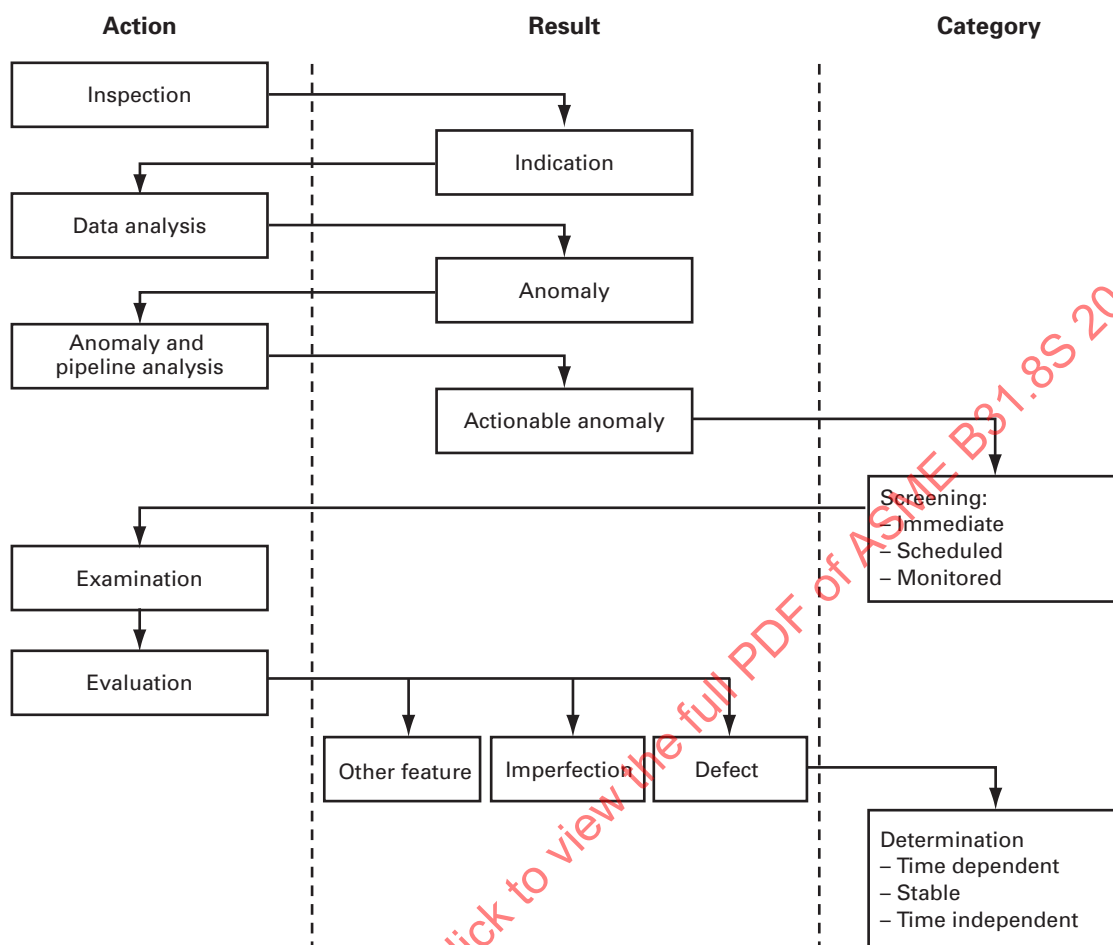 Action
Result
Category
Inspection
Indication
Data analysis
Anomaly
Anomaly and
pipeline analysis
Actionable anomaly
Screening:
– Immediate
– Scheduled
– Monitored
Examination
Evaluation
Other feature
Imperfection
Defect
Determination
– Time dependent
– Stable
– Time independent
lick to view the full PDF of ASME B31.8S 20